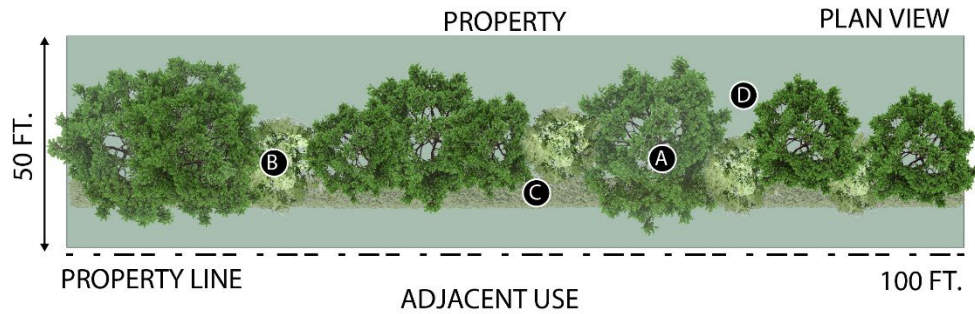 PROPERTY
PLAN VIEW
50 FT.
D
A
B
C
PROPERTY LINE
100 FT.
ADJACENT USE